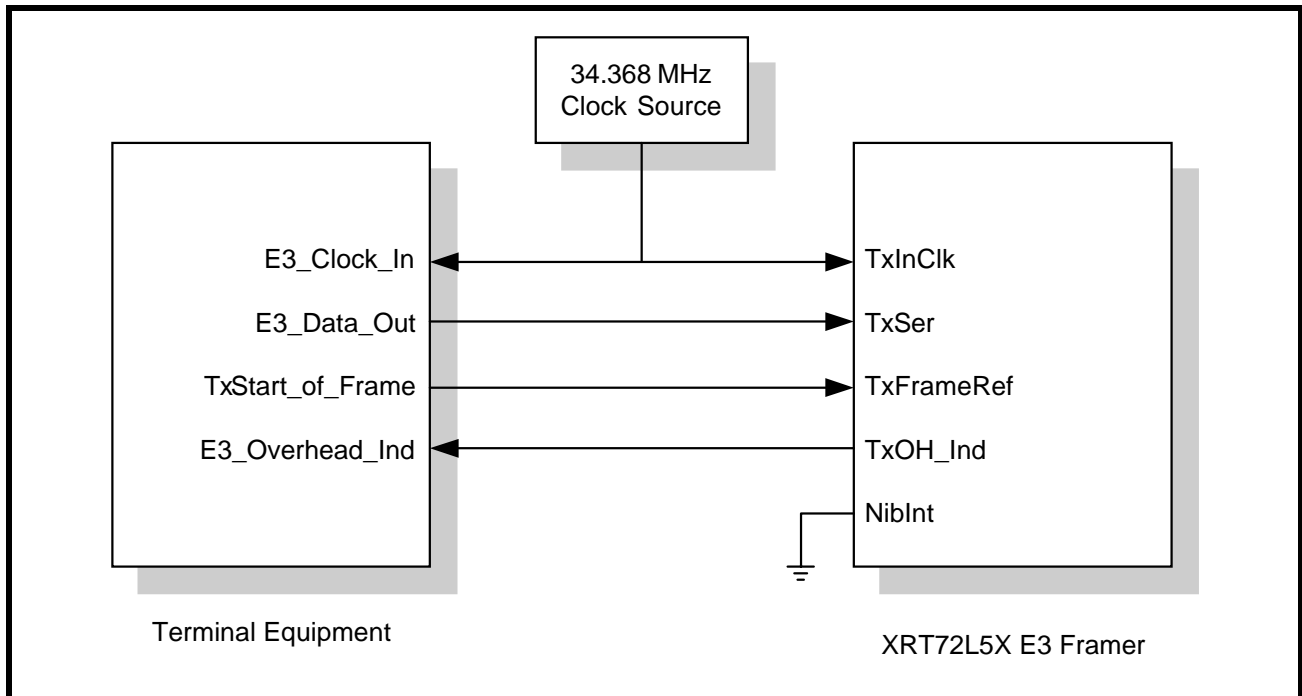 34.368 MHz
Clock Source
E3_Clock_In
TxInClk
E3_Data_Out
TxSer
TxStart_of_Frame
TxFrameRef
E3_Overhead_Ind
TxOH_Ind
NibInt
Terminal Equipment
XRT72L5X E3 Framer